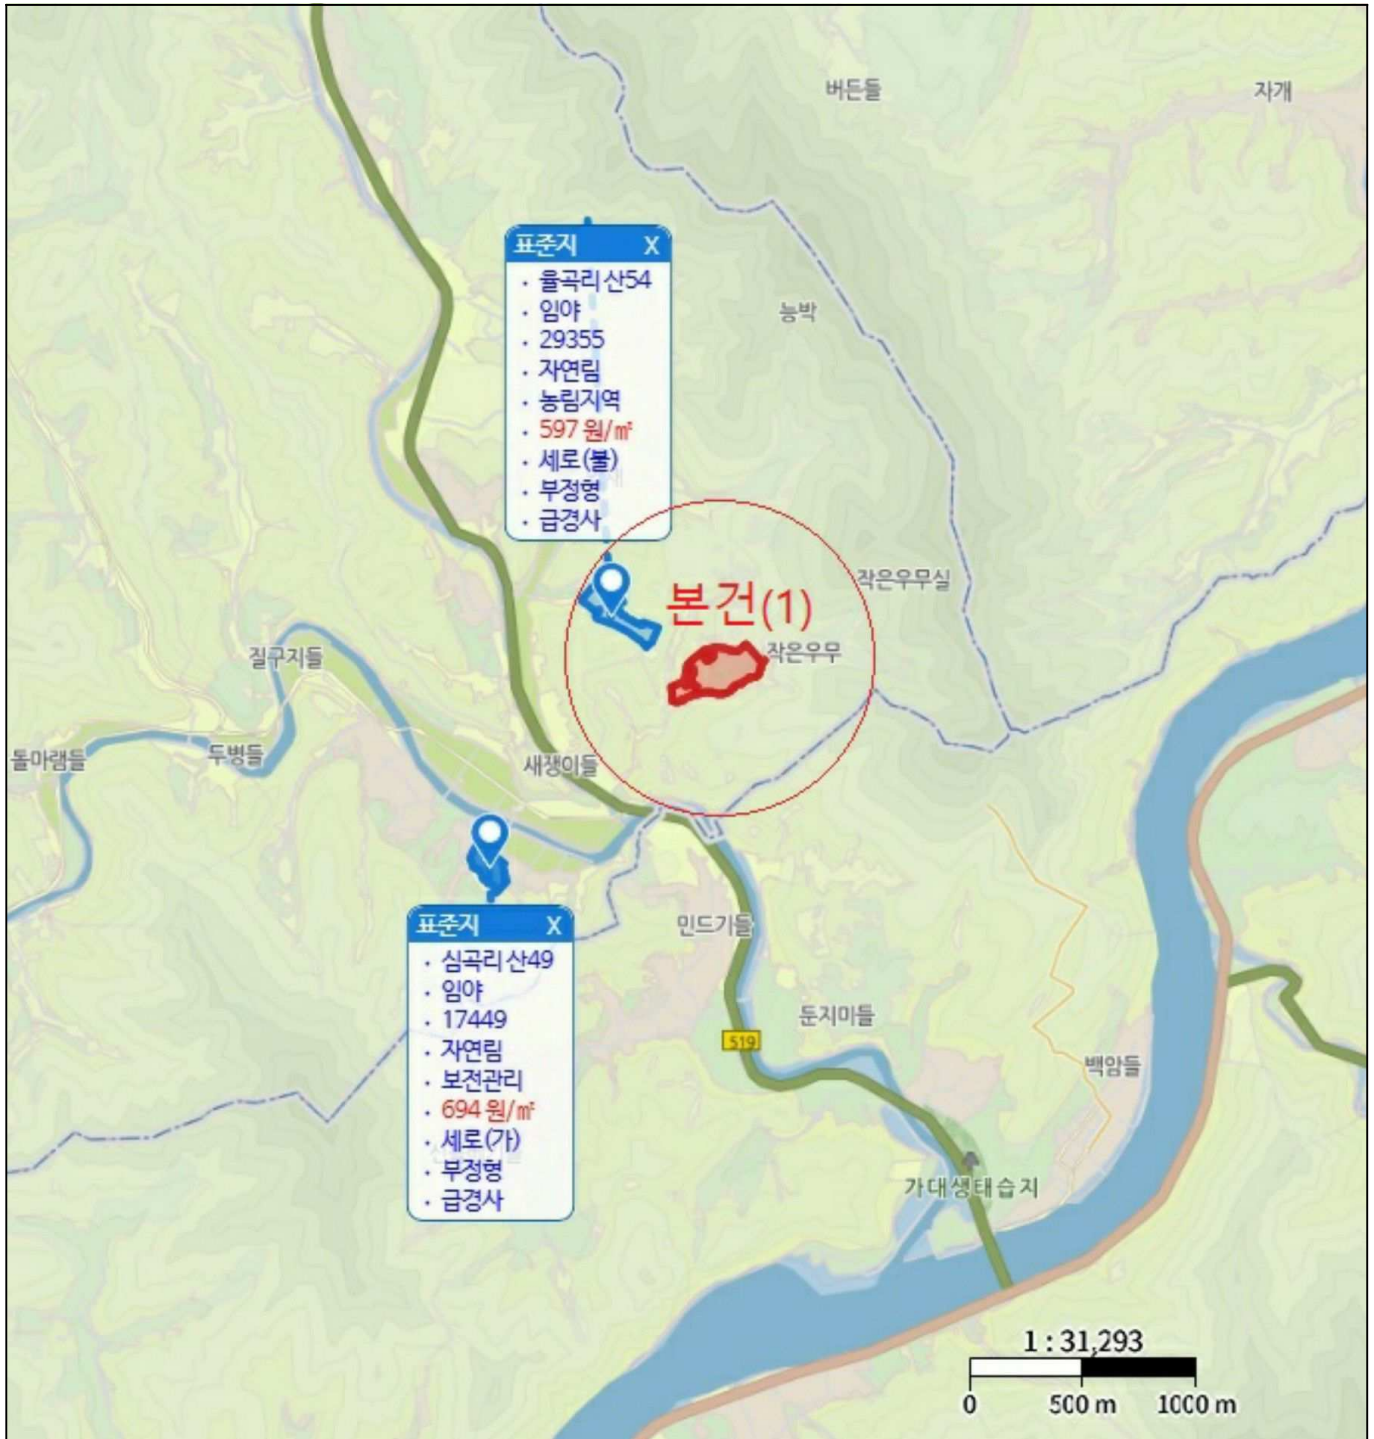 버든들
자개
표준지 X
· 율곡리 산54
· 임야
· 29355
· 자연림
· 농림지역
· 597 원/㎡
· 세로(불)
· 부정형
· 급경사
능박
작은우무실
본건(1)
작은우무
질구지들
돌마램들
두병들
새쟁이들
표준지 X
· 심곡리 산49
· 임야
· 17449
· 자연림
· 보전관리
· 694 원/㎡
· 세로(가)
· 부정형
· 급경사
민드기들
둔지미들
519
백암들
가대생태습지
1 : 31,293
0 500 m 1000 m